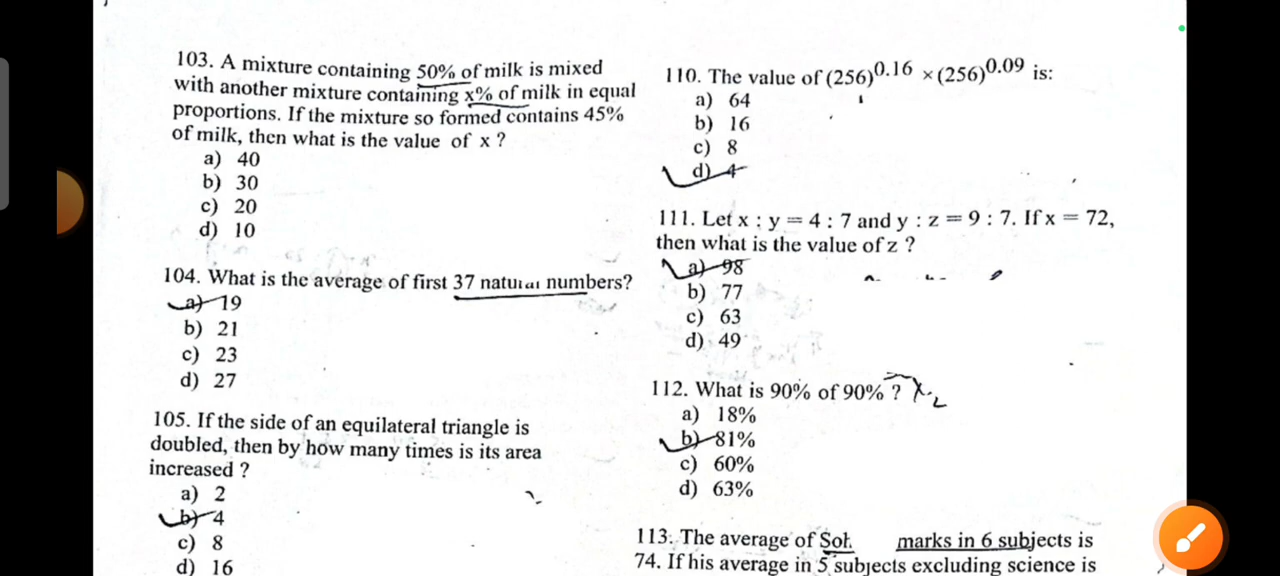 103. A mixture containing 50% of milk is mixed
with another mixture containing x% of milk in equal
proportions. If the mixture so formed contains 45%
of milk, then what is the value of x ?
a) 40
b) 30
c) 20
d) 10
104. What is the average of first 37 natural numbers?
a) 19
b) 21
c) 23
d) 27
105. If the side of an equilateral triangle is
doubled, then by how many times is its area
increased ?
a) 2
b) 4
c) 8
d) 16
110. The value of (256)^0.16 × (256)^0.09 is:
a) 64
b) 16
c) 8
d) 4
111. Let x : y = 4 : 7 and y : z = 9 : 7. If x = 72,
then what is the value of z ?
a) 98
b) 77
c) 63
d) 49
112. What is 90% of 90% ?
a) 18%
b) 81%
c) 60%
d) 63%
113. The average of marks in 6 subjects is
74. If his average in 5 subjects excluding science is